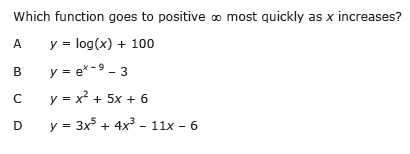 Which function goes to positive ∞ most quickly as x increases?
A y = log(x) + 100
B y = eˣ⁻⁹ – 3
C y = x² + 5x + 6
D y = 3x⁵ + 4x³ – 11x – 6